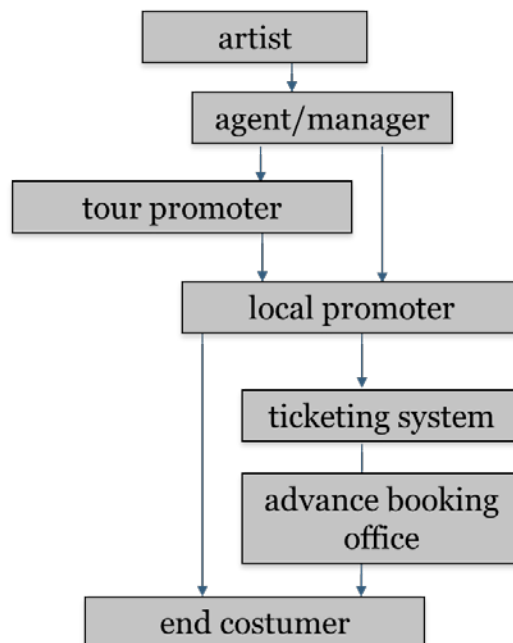 artist
agent/manager
tour promoter
local promoter
ticketing system
advance booking
office
end costumer